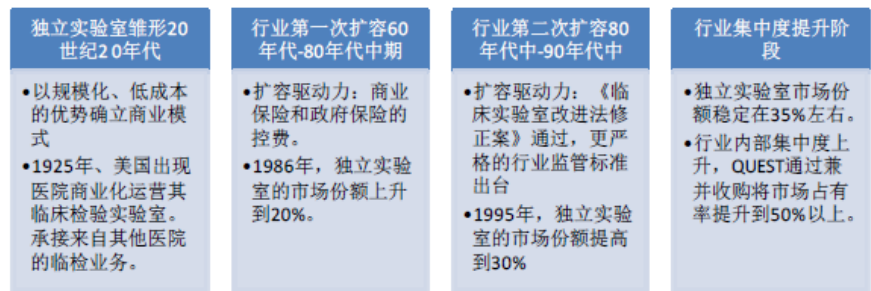 独立实验室雏形20
世纪20年代
•以规模化、低成本
的优势确立商业模
式
•1925年、美国出现
医院商业化运营其
临床检验实验室。
承接来自其他医院
的临检业务。
行业第一次扩容60
年代-80年代中期
•扩容驱动力：商业
保险和政府保险的
控费。
•1986年，独立实验
室的市场份额上升
到20%。
行业第二次扩容80
年代中-90年代中
•扩容驱动力：《临
床实验室改进法修
正案》通过，更严
格的行业监管标准
出台
•1995年，独立实验
室的市场份额提高
到30%
行业集中度提升阶
段
•独立实验室市场份
额稳定在35%左右。
•行业内部集中度上
升，QUEST通过兼
并收购将市场占有
率提升到50%以上。